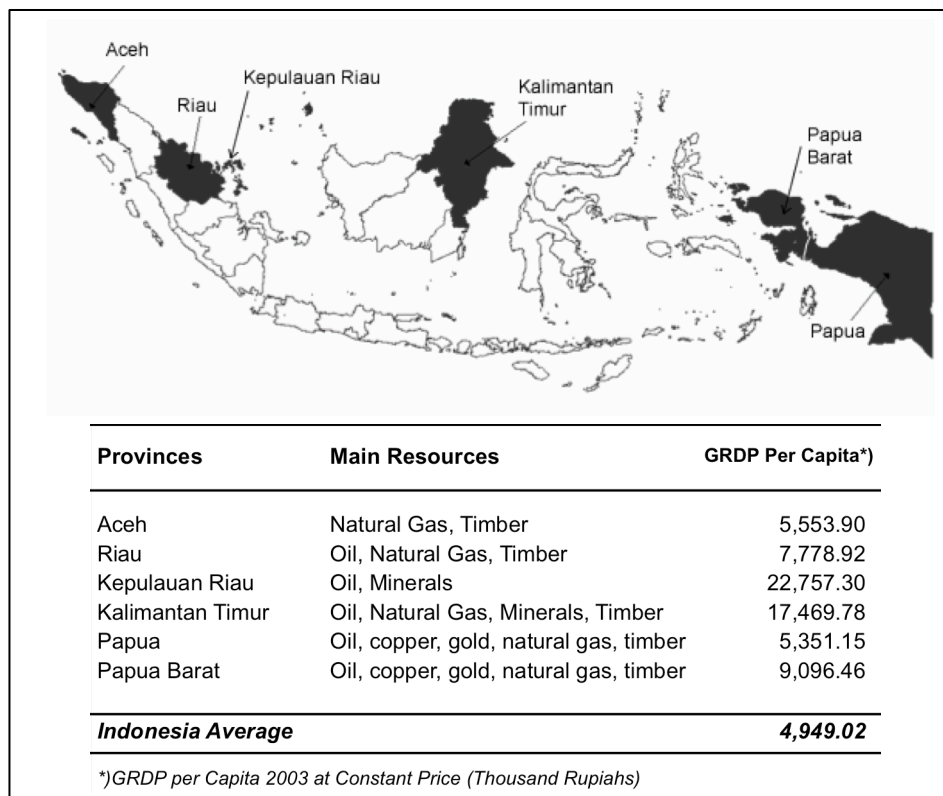 Aceh
Kepulauan Riau
Riau
Kalimantan
Timur
Papua
Barat
Papua
Provinces Main Resources GRDP Per Capita*)
Aceh Natural Gas, Timber 5,553.90
Riau Oil, Natural Gas, Timber 7,778.92
Kepulauan Riau Oil, Minerals 22,757.30
Kalimantan Timur Oil, Natural Gas, Minerals, Timber 17,469.78
Papua Oil, copper, gold, natural gas, timber 5,351.15
Papua Barat Oil, copper, gold, natural gas, timber 9,096.46
Indonesia Average 4,949.02
*)GRDP per Capita 2003 at Constant Price (Thousand Rupiahs)